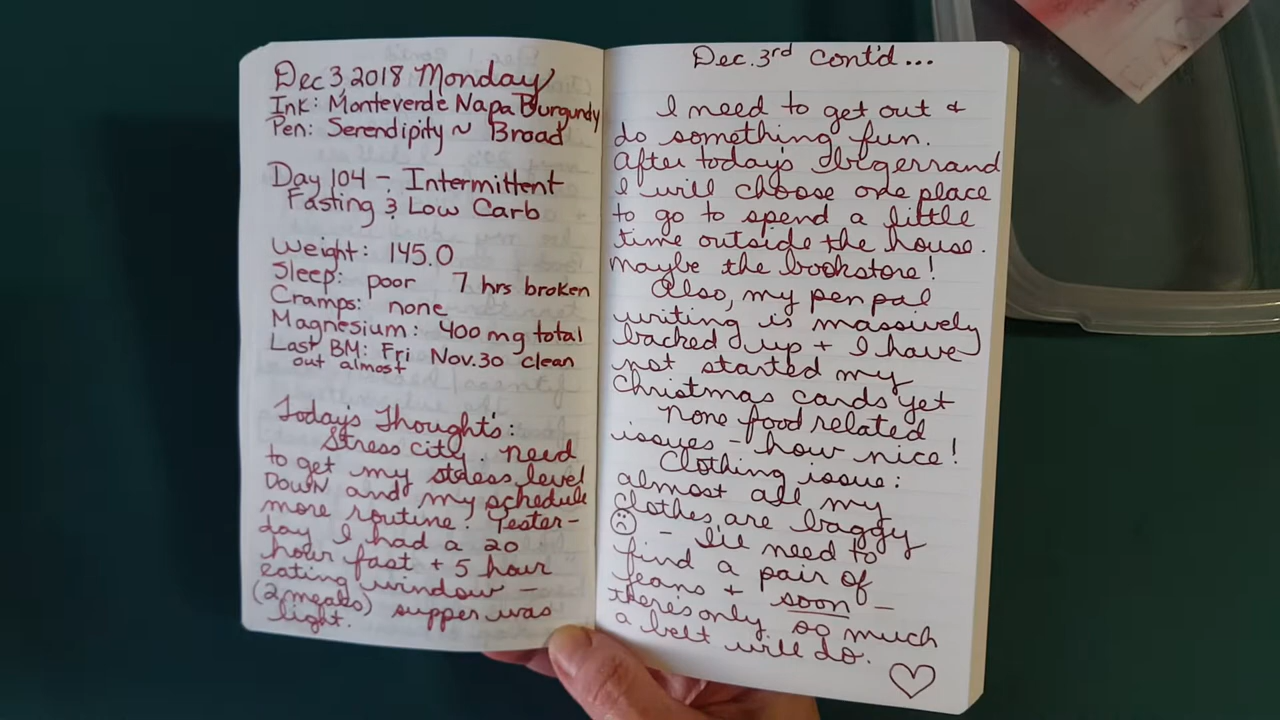 Dec 3, 2018 Monday
Ink: Monteverde Napa Burgundy
Pen: Serendipity ~ Broad
Day 104 - Intermittent
Fasting & Low Carb
Weight: 145.0
Sleep: poor 7 hrs broken
Cramps: none
Magnesium: 400 mg total
Last BM: Fri Nov. 30 clean
out almost
Today's Thought's:
Stress city. need
to get my stress level
DOWN and my schedule
more routine. Yester-
day I had a 20
hour fast + 5 hour
eating window -
(2 meals) supper was
light.
Dec. 3rd cont'd...
I need to get out +
do something fun.
After today's big errand
I will choose one place
to go to spend a little
time outside the house.
maybe the bookstore!
Also, my pen pal
writing is massively
backed up + I have
not started my
Christmas cards yet
None food related
issues - how nice!
Clothing issue:
almost all my
clothes are baggy
☹ - I'll need to
find a pair of
jeans + soon -
theres only so much
a belt will do.
♡